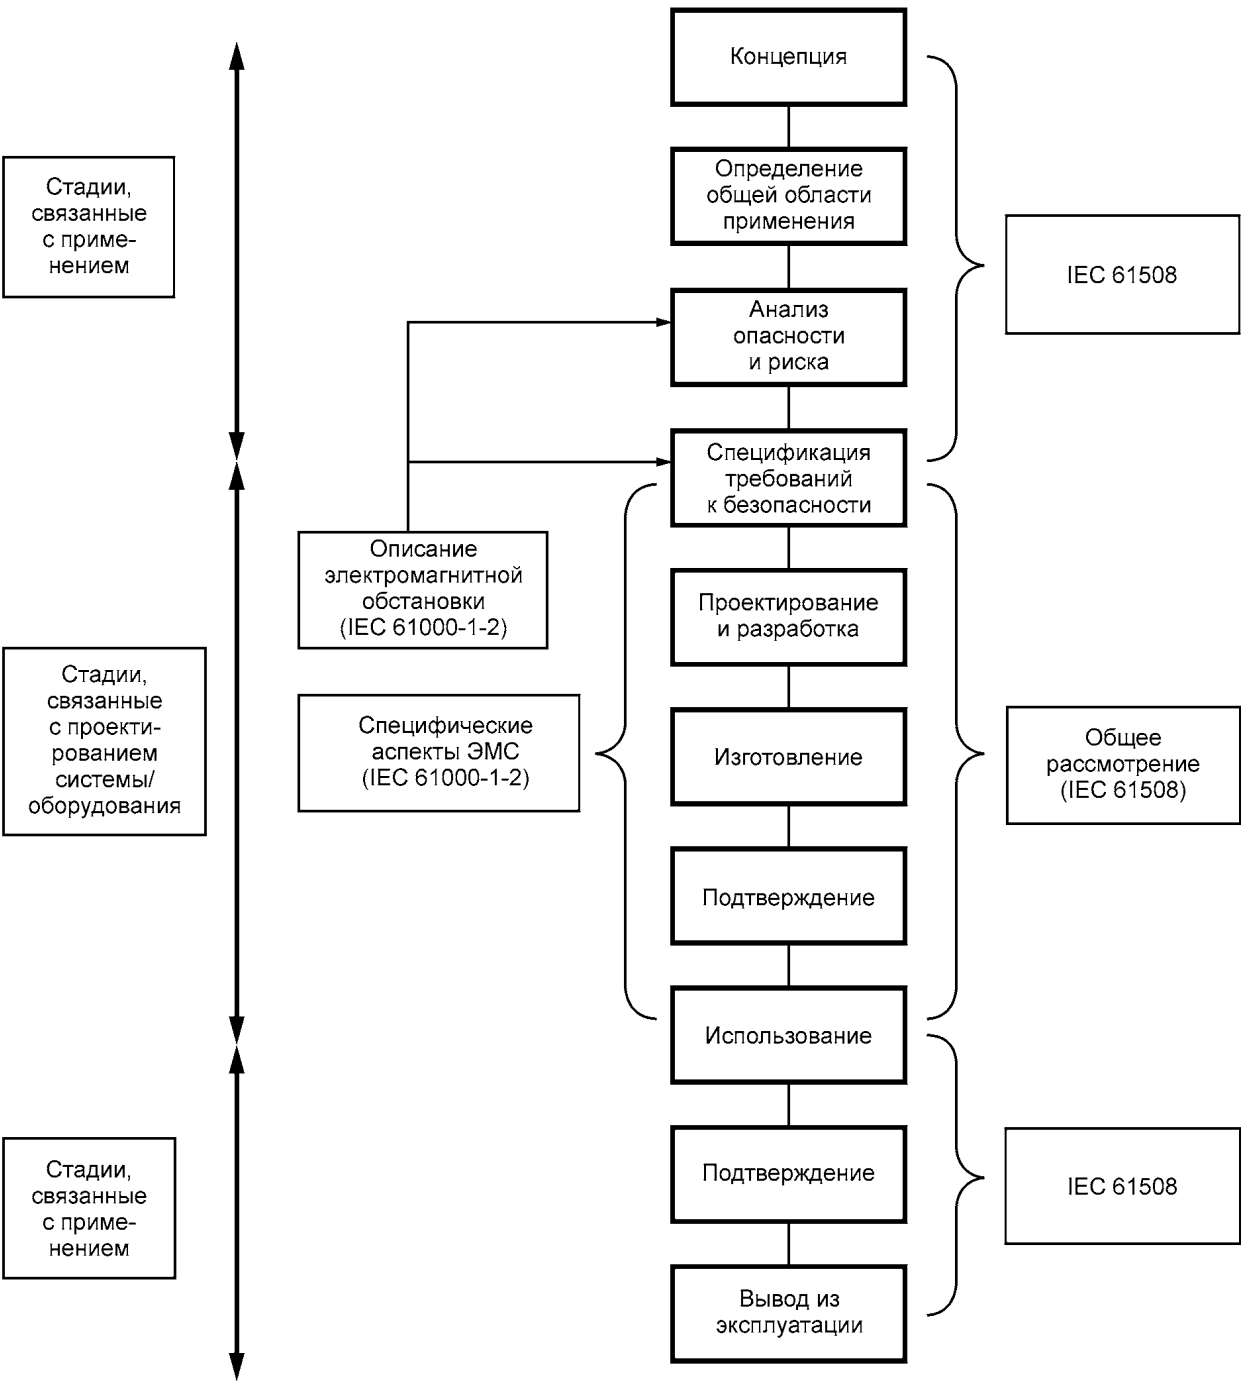 Концепция
Определение
общей области
применения
Стадии,
связанные
с приме-
нением
IEC 61508
Анализ
опасности
и риска
Спецификация
требований
к безопасности
Описание
электромагнитной
обстановки
(IEC 61000-1-2)
Проектирование
и разработка
Стадии,
связанные
с проекти-
рованием
системы/
оборудования
Специфические
аспекты ЭМС
(IEC 61000-1-2)
Изготовление
Общее
рассмотрение
(IEC 61508)
Подтверждение
Использование
Стадии,
связанные
с приме-
нением
Подтверждение
IEC 61508
Вывод из
эксплуатации